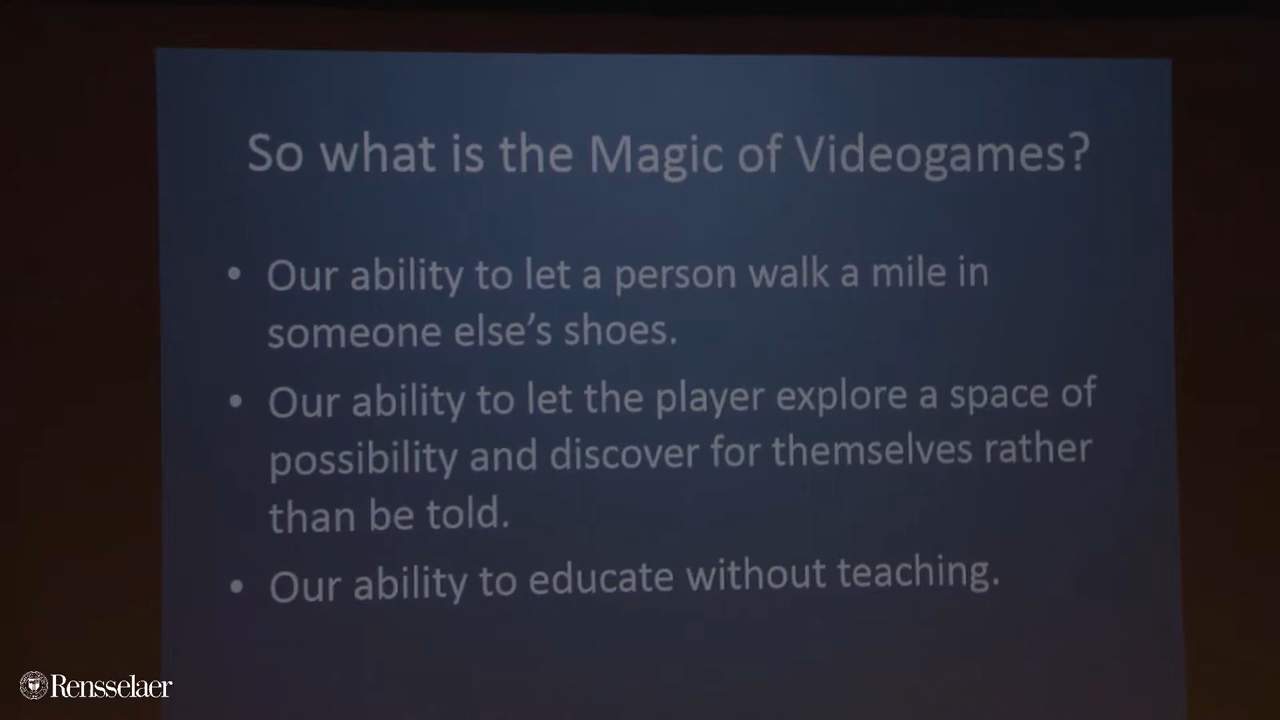 So what is the Magic of Videogames?
• Our ability to let a person walk a mile in
someone else's shoes.
• Our ability to let the player explore a space of
possibility and discover for themselves rather
than be told.
• Our ability to educate without teaching.
Rensselaer